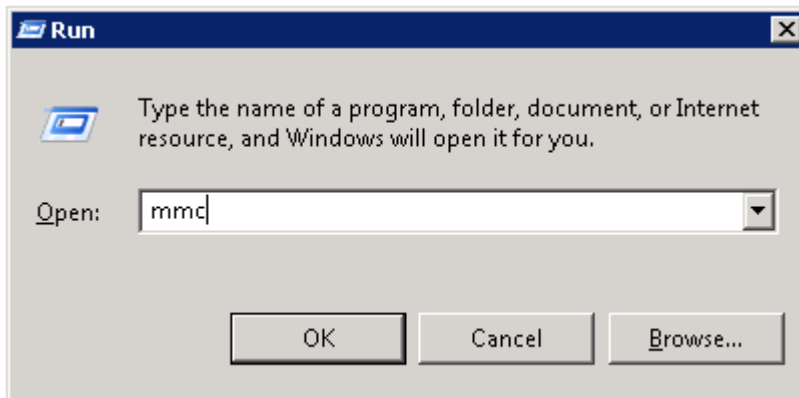 Run
Type the name of a program, folder, document, or Internet
resource, and Windows will open it for you.
Open: mmc
OK Cancel Browse...